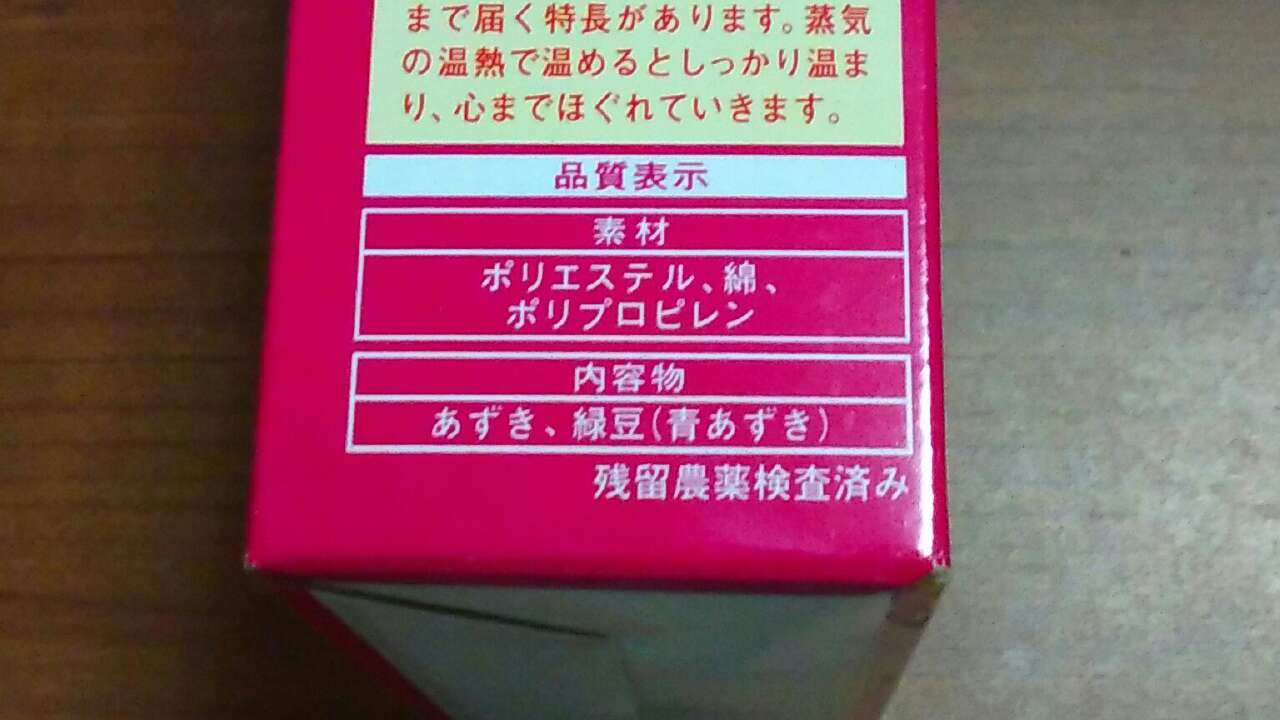 まで届く特長があります。蒸気
の温熱で温めるとしっかり温ま
り、心までほぐれていきます。
品質表示
素材
ポリエステル、綿、
ポリプロピレン
内容物
あずき、緑豆(青あずき)
残留農薬検査済み